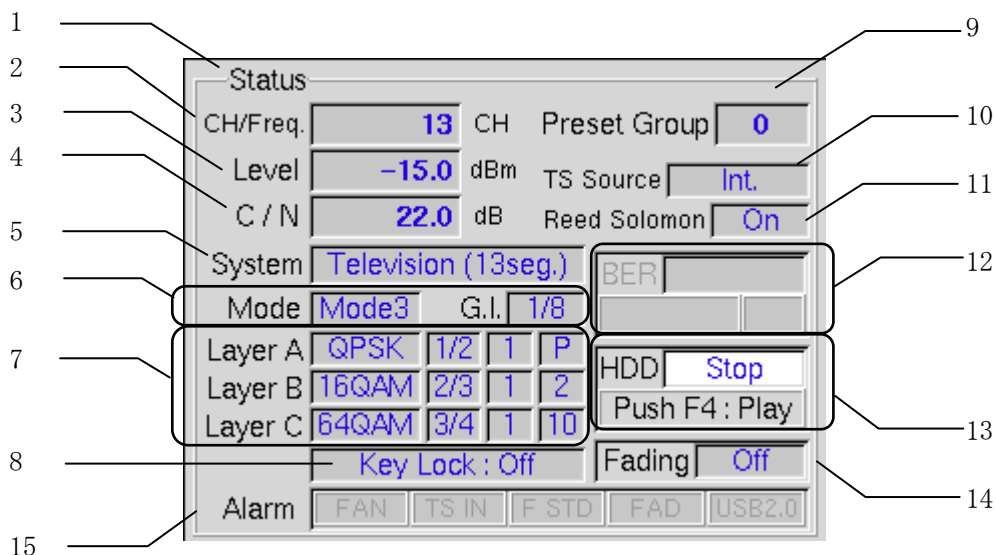 1
2
3
4
5
6
7
8
15
Status
CH/Freq. 13 CH Preset Group 0
Level -15.0 dBm TS Source Int.
C / N 22.0 dB Reed Solomon On
System Television (13seg.) BER
Mode Mode3 G.I. 1/8
Layer A QPSK 1/2 1 P
Layer B 16QAM 2/3 1 2
Layer C 64QAM 3/4 1 10
HDD Stop
Push F4 : Play
Key Lock : Off Fading Off
Alarm FAN TS IN F STD FAD USB2.0
9
10
11
12
13
14